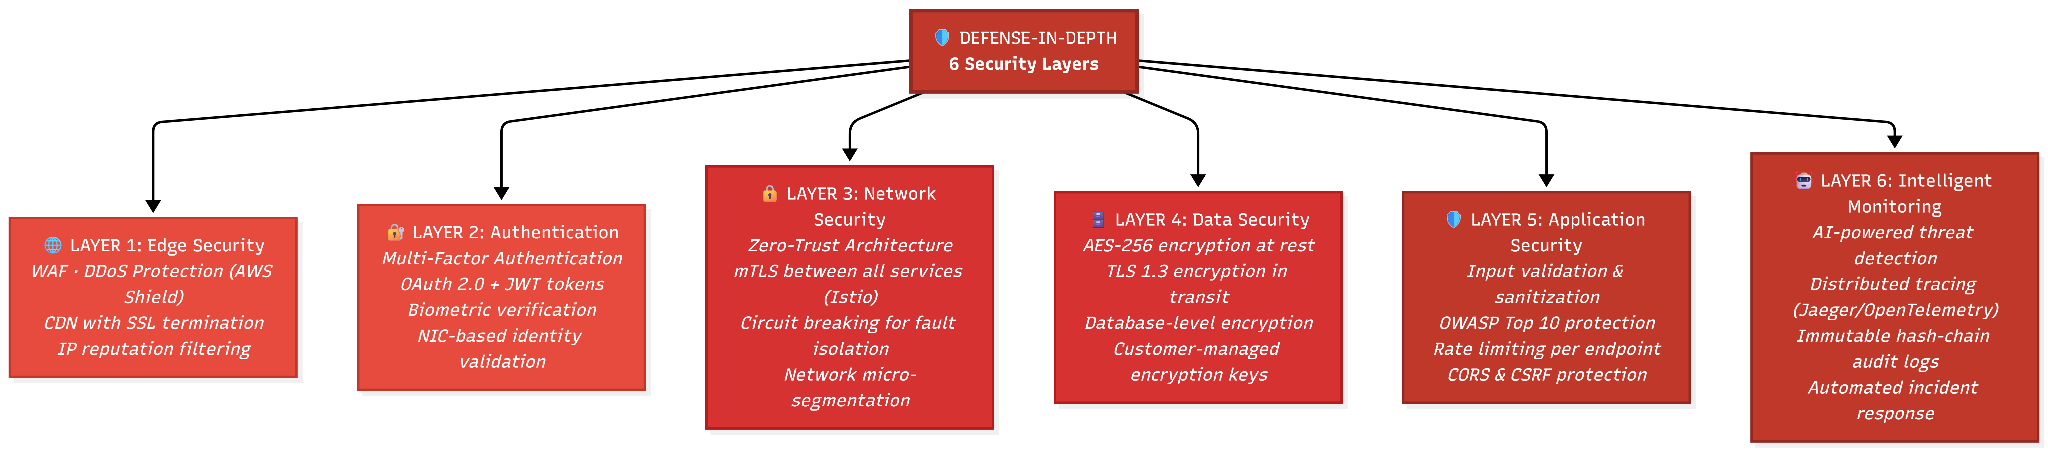 DEFENSE-IN-DEPTH
6 Security Layers
LAYER 1: Edge Security
WAF · DDoS Protection (AWS
Shield)
CDN with SSL termination
IP reputation filtering
LAYER 2: Authentication
Multi-Factor Authentication
OAuth 2.0 + JWT tokens
Biometric verification
NIC-based identity
validation
LAYER 3: Network
Security
Zero-Trust Architecture
mTLS between all services
(Istio)
Circuit breaking for fault
isolation
Network micro-
segmentation
LAYER 4: Data Security
AES-256 encryption at rest
TLS 1.3 encryption in
transit
Database-level encryption
Customer-managed
encryption keys
LAYER 5: Application
Security
Input validation &
sanitization
OWASP Top 10 protection
Rate limiting per endpoint
CORS & CSRF protection
LAYER 6: Intelligent
Monitoring
AI-powered threat
detection
Distributed tracing
(Jaeger/OpenTelemetry)
Immutable hash-chain
audit logs
Automated incident
response